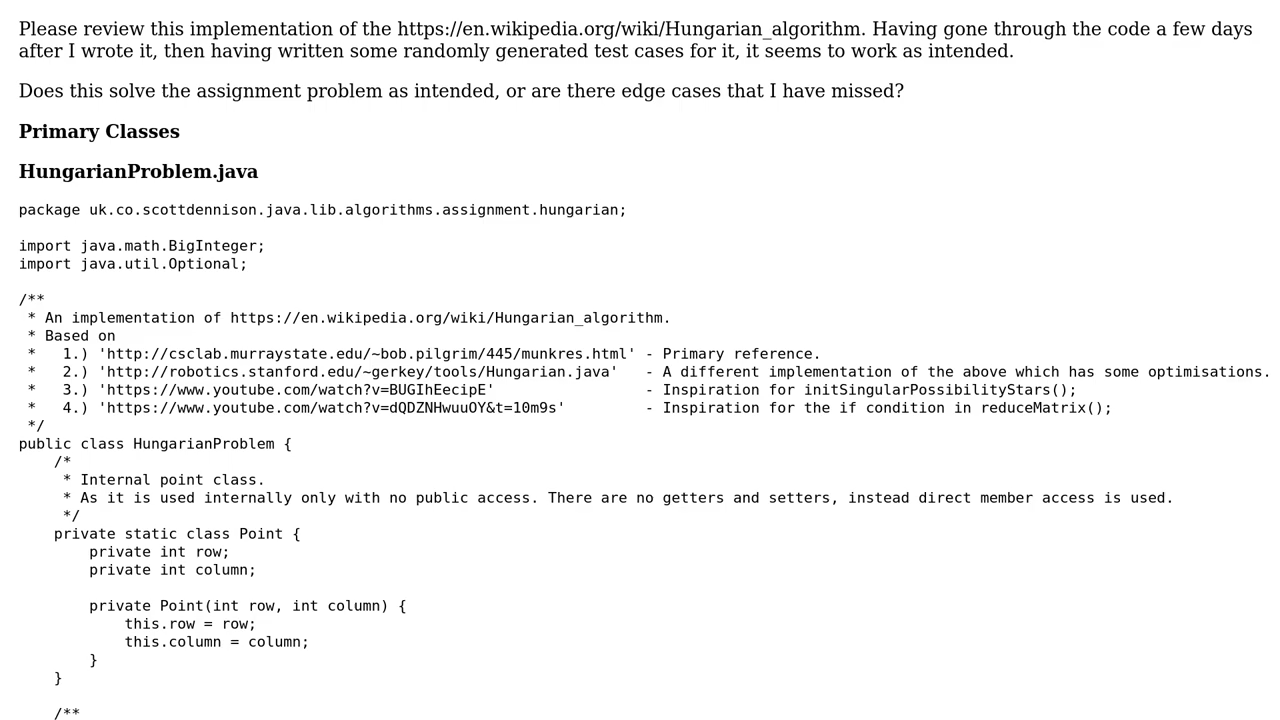 Please review this implementation of the https://en.wikipedia.org/wiki/Hungarian_algorithm. Having gone through the code a few days
after I wrote it, then having written some randomly generated test cases for it, it seems to work as intended.
Does this solve the assignment problem as intended, or are there edge cases that I have missed?
Primary Classes
HungarianProblem.java
package uk.co.scottdennison.java.lib.algorithms.assignment.hungarian;
import java.math.BigInteger;
import java.util.Optional;
/**
 * An implementation of https://en.wikipedia.org/wiki/Hungarian_algorithm.
 * Based on
 *   1.) 'http://csclab.murraystate.edu/~bob.pilgrim/445/munkres.html' - Primary reference.
 *   2.) 'http://robotics.stanford.edu/~gerkey/tools/Hungarian.java'   - A different implementation of the above which has some optimisations.
 *   3.) 'https://www.youtube.com/watch?v=BUGIhEecipE'                 - Inspiration for initSingularPossibilityStars();
 *   4.) 'https://www.youtube.com/watch?v=dQDZNHwuuOY&t=10m9s'         - Inspiration for the if condition in reduceMatrix();
 */
public class HungarianProblem {
    /*
     * Internal point class.
     * As it is used internally only with no public access. There are no getters and setters, instead direct member access is used.
     */
    private static class Point {
        private int row;
        private int column;
        private Point(int row, int column) {
            this.row = row;
            this.column = column;
        }
    }
    /**